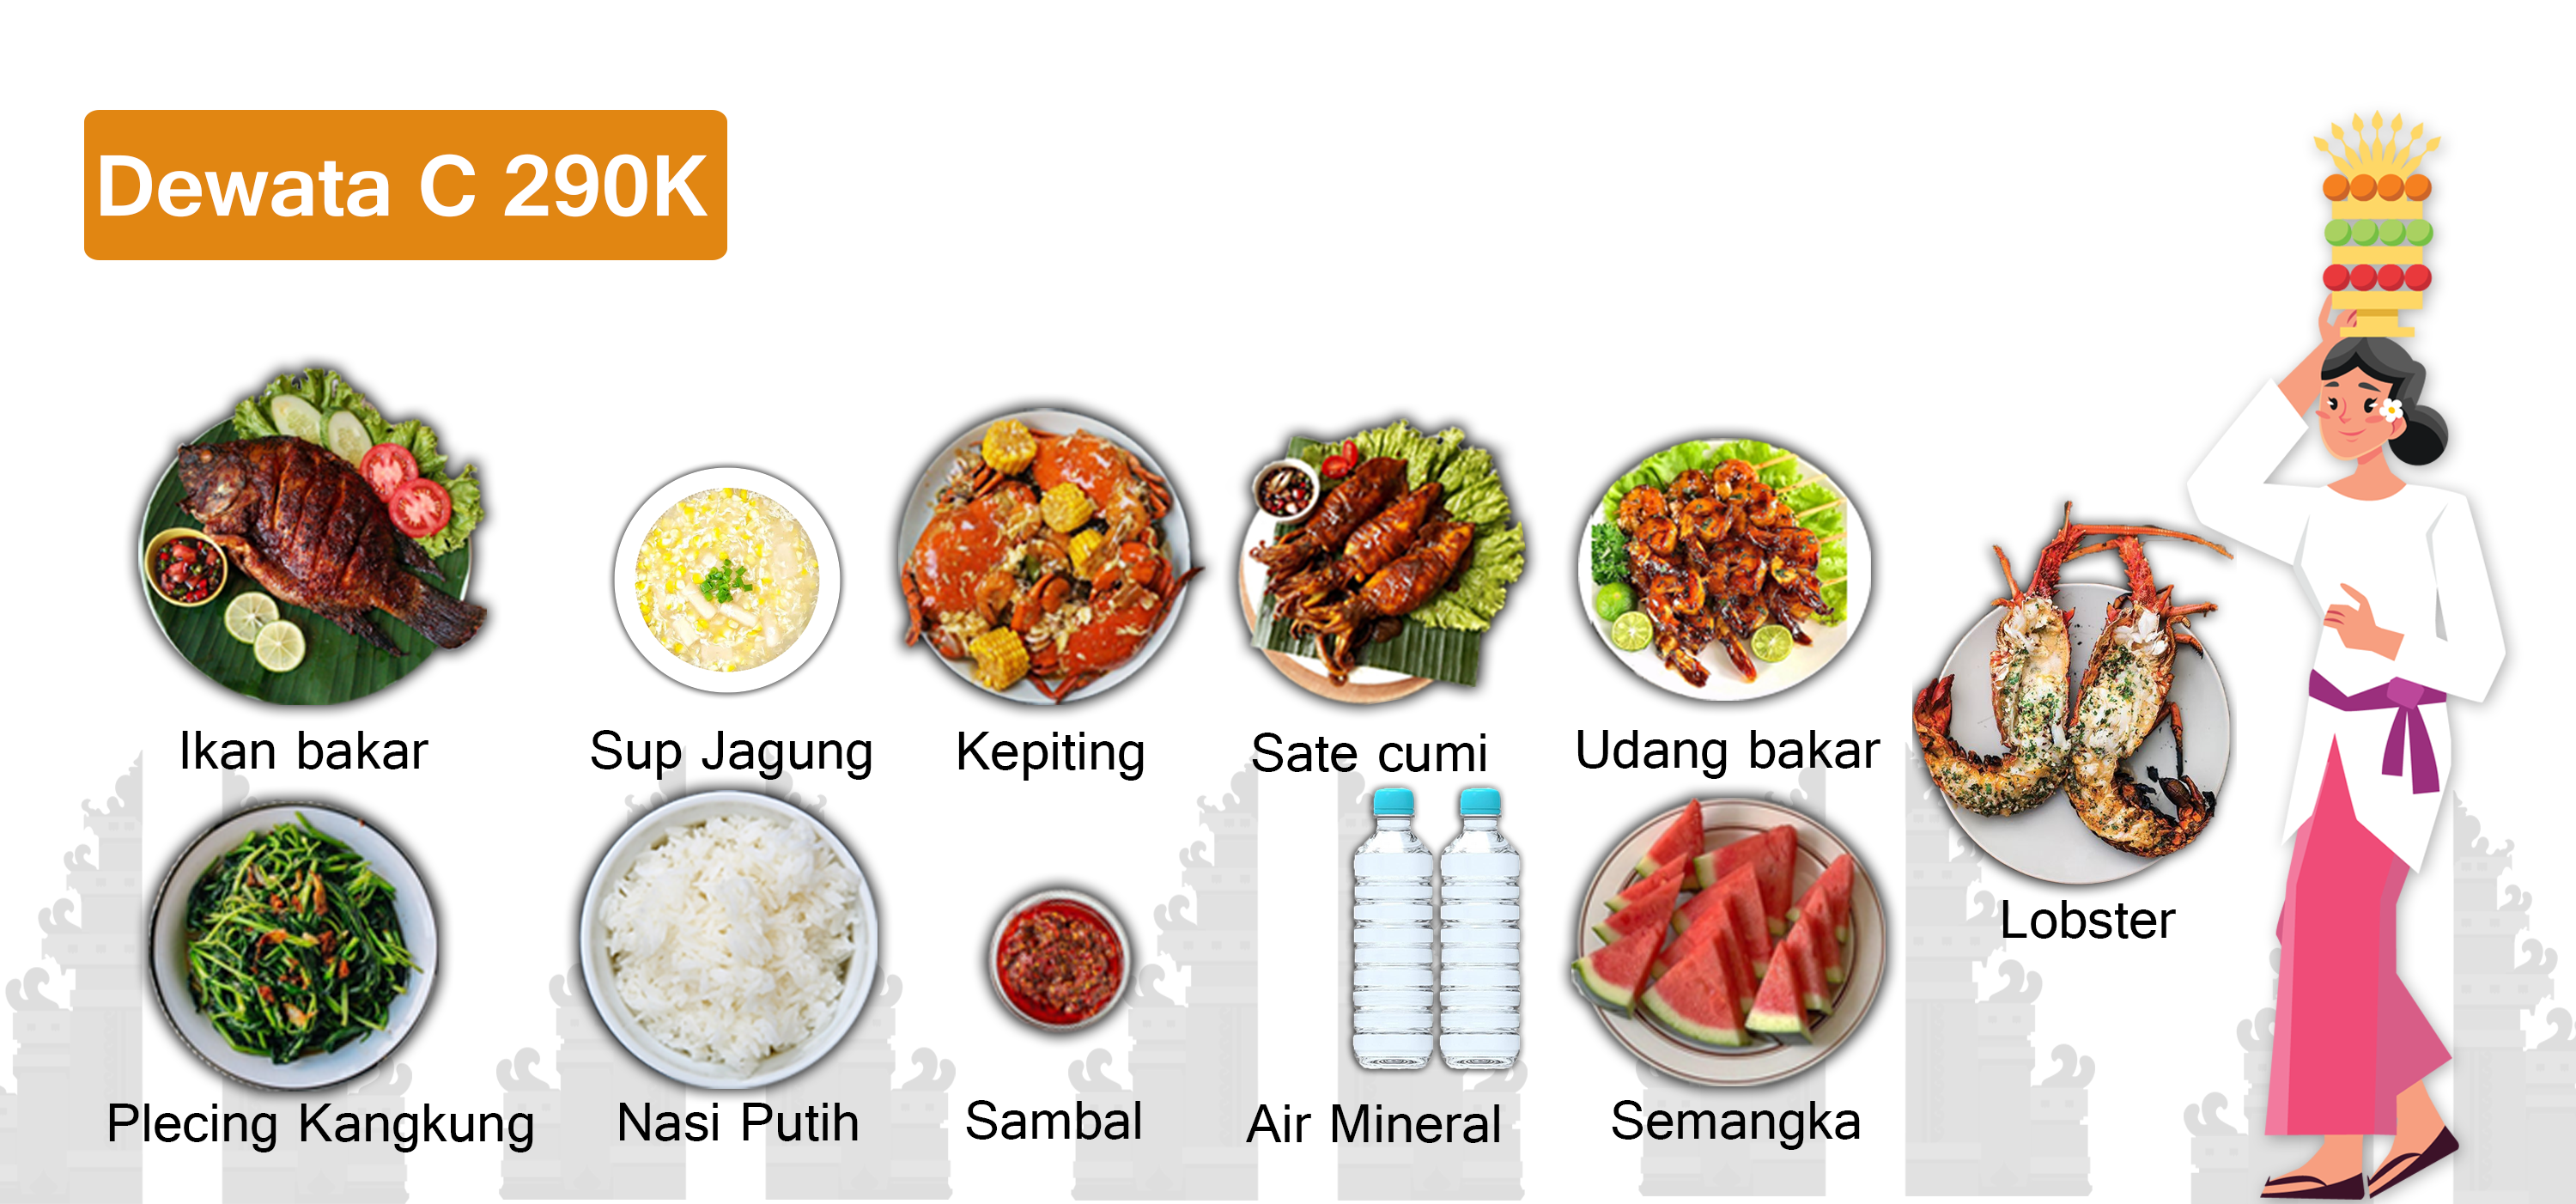 Dewata C 290K
Ikan bakar
Sup Jagung
Kepiting
Sate cumi
Udang bakar
Lobster
Plecing Kangkung
Nasi Putih
Sambal
Air Mineral
Semangka